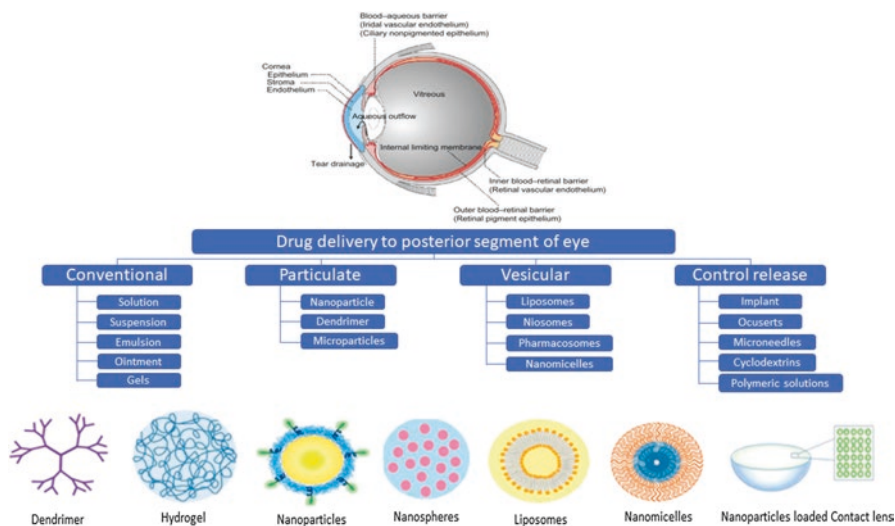 Blood–aqueous barrier
(Iridal vascular endothelium)
(Ciliary nonpigmented epithelium)
Cornea
Epithelium
Stroma
Endothelium
Vitreous
Aqueous outflow
Internal limiting membrane
Tear drainage
Inner blood–retinal barrier
(Retinal vascular endothelium)
Outer blood–retinal barrier
(Retinal pigment epithelium)
Drug delivery to posterior segment of eye
Conventional
Solution
Suspension
Emulsion
Ointment
Gels
Particulate
Nanoparticle
Dendrimer
Microparticles
Vesicular
Liposomes
Niosomes
Pharmacosomes
Nanomicelles
Control release
Implant
Ocuserts
Microneedles
Cyclodextrins
Polymeric solutions
Dendrimer
Hydrogel
Nanoparticles
Nanospheres
Liposomes
Nanomicelles
Nanoparticles loaded Contact lens